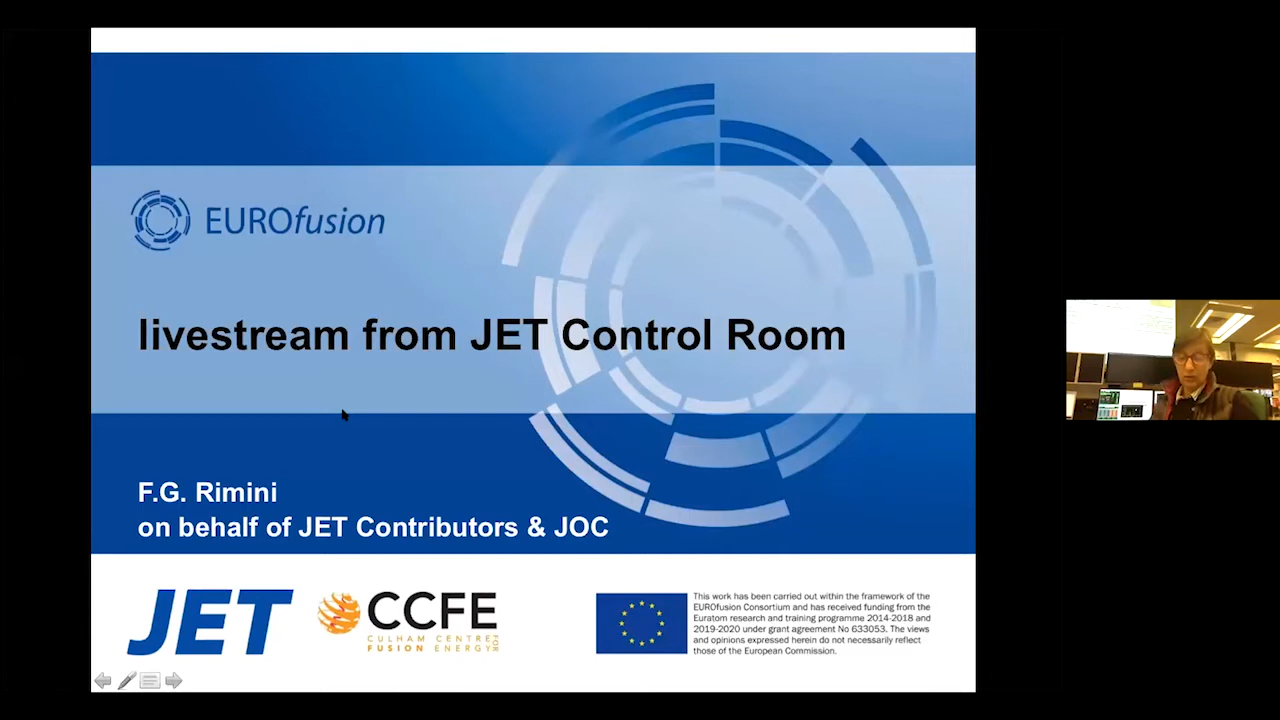 EUROfusion
livestream from JET Control Room
F.G. Rimini
on behalf of JET Contributors & JOC
JET
CCFE
CULHAM CENTRE
FOR
FUSION ENERGY
This work has been carried out within the framework of the
EUROfusion Consortium and has received funding from the
Euratom research and training programme 2014-2018 and
2019-2020 under grant agreement No 633053. The views
and opinions expressed herein do not necessarily reflect
those of the European Commission.